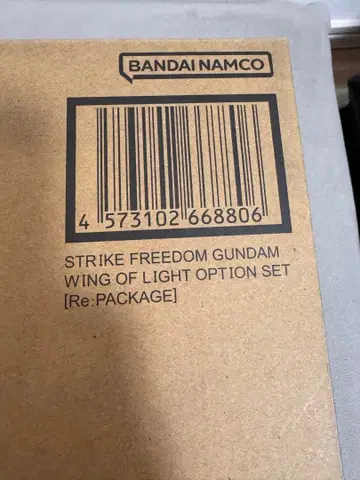 BANDAI NAMCO
4 573102 668806
STRIKE FREEDOM GUNDAM
WING OF LIGHT OPTION SET
[Re:PACKAGE]